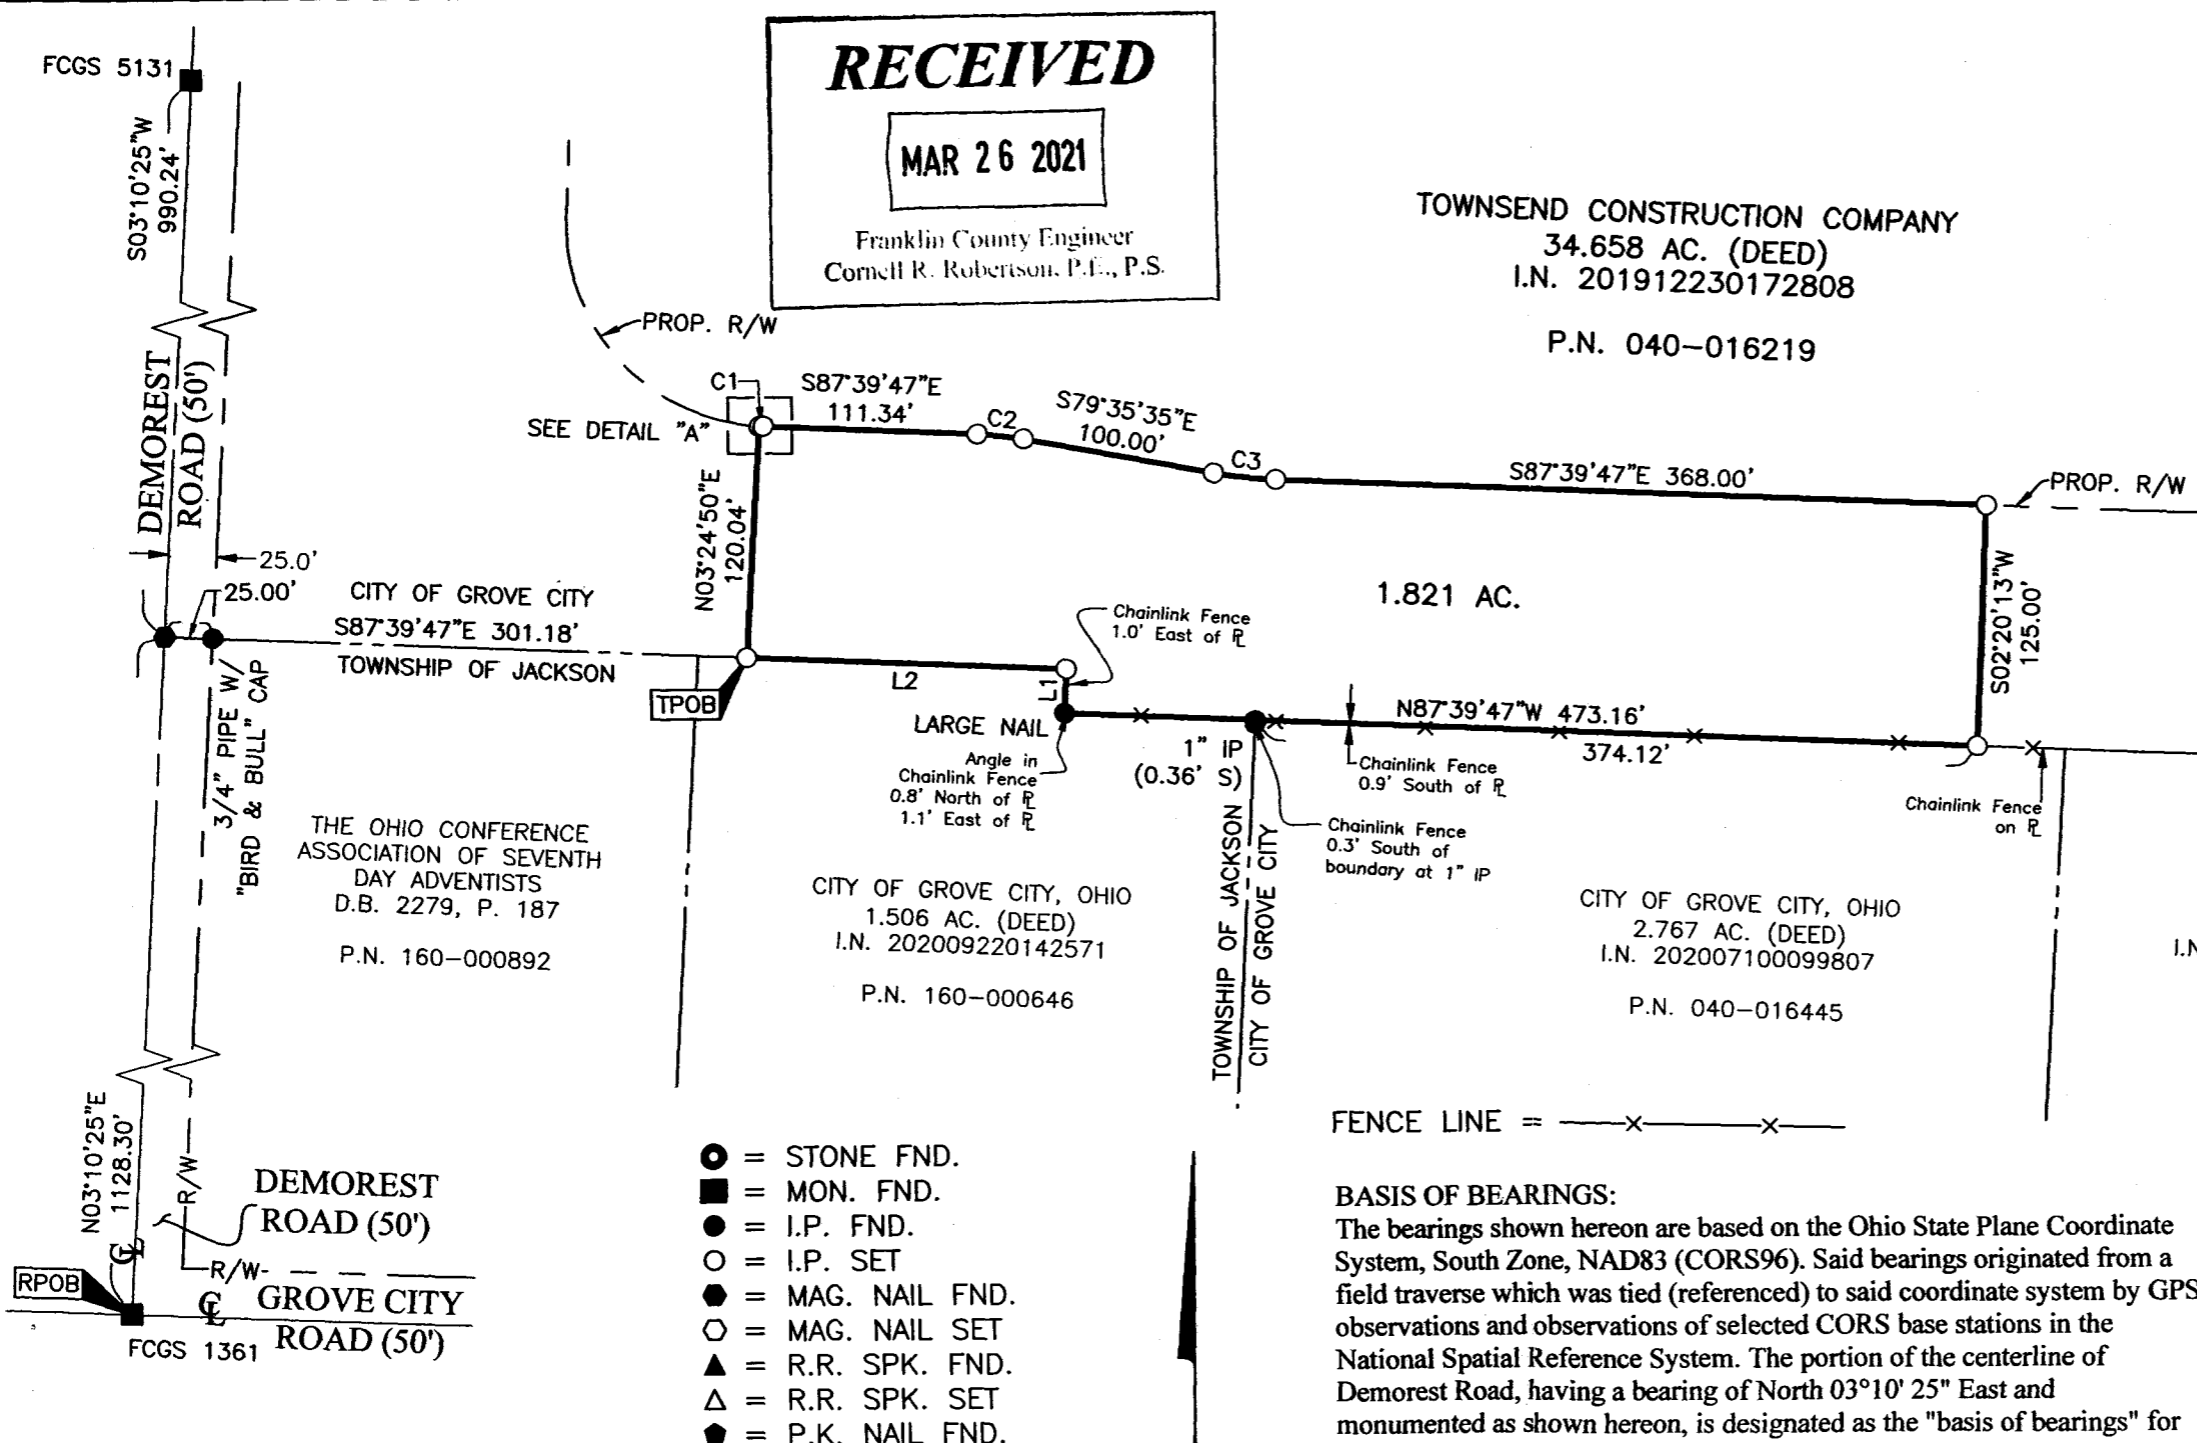 FCGS 5131
S03°10'25"W
990.24'
RECEIVED
MAR 26 2021
Franklin County Engineer
Cornell R. Robertson, P.E., P.S.
TOWNSEND CONSTRUCTION COMPANY
34.658 AC. (DEED)
I.N. 201912230172808
P.N. 040-016219
PROP. R/W
DEMOREST
ROAD (50')
C1
S87°39'47"E
111.34'
SEE DETAIL "A"
C2
S79°35'35"E
100.00'
C3
S87°39'47"E 368.00'
PROP. R/W
N03°24'50"E
120.04'
25.0'
25.00'
CITY OF GROVE CITY
S87°39'47"E 301.18'
TOWNSHIP OF JACKSON
1.821 AC.
Chainlink Fence
1.0' East of PL
S02°20'13"W
125.00'
TPOB
L2
L1
3/4" PIPE W/
"BIRD & BULL" CAP
LARGE NAIL
Angle in
Chainlink Fence
0.8' North of PL
1.1' East of PL
1" IP
(0.36' S)
N87°39'47"W 473.16'
374.12'
Chainlink Fence
0.9' South of PL
Chainlink Fence
0.3' South of
boundary at 1" IP
Chainlink Fence
on PL
THE OHIO CONFERENCE
ASSOCIATION OF SEVENTH
DAY ADVENTISTS
D.B. 2279, P. 187
P.N. 160-000892
CITY OF GROVE CITY, OHIO
1.506 AC. (DEED)
I.N. 202009220142571
P.N. 160-000646
TOWNSHIP OF JACKSON
CITY OF GROVE CITY
CITY OF GROVE CITY, OHIO
2.767 AC. (DEED)
I.N. 202007100099807
P.N. 040-016445
I.N
N03°10'25"E
1128.30'
R/W
DEMOREST
ROAD (50')
CL
R/W
RPOB
CL
GROVE CITY
ROAD (50')
FCGS 1361
= STONE FND.
= MON. FND.
= I.P. FND.
= I.P. SET
= MAG. NAIL FND.
= MAG. NAIL SET
= R.R. SPK. FND.
= R.R. SPK. SET
= P.K. NAIL FND.
FENCE LINE = —x—x—
BASIS OF BEARINGS:
The bearings shown hereon are based on the Ohio State Plane Coordinate
System, South Zone, NAD83 (CORS96). Said bearings originated from a
field traverse which was tied (referenced) to said coordinate system by GPS
observations and observations of selected CORS base stations in the
National Spatial Reference System. The portion of the centerline of
Demorest Road, having a bearing of North 03°10' 25" East and
monumented as shown hereon, is designated as the "basis of bearings" for